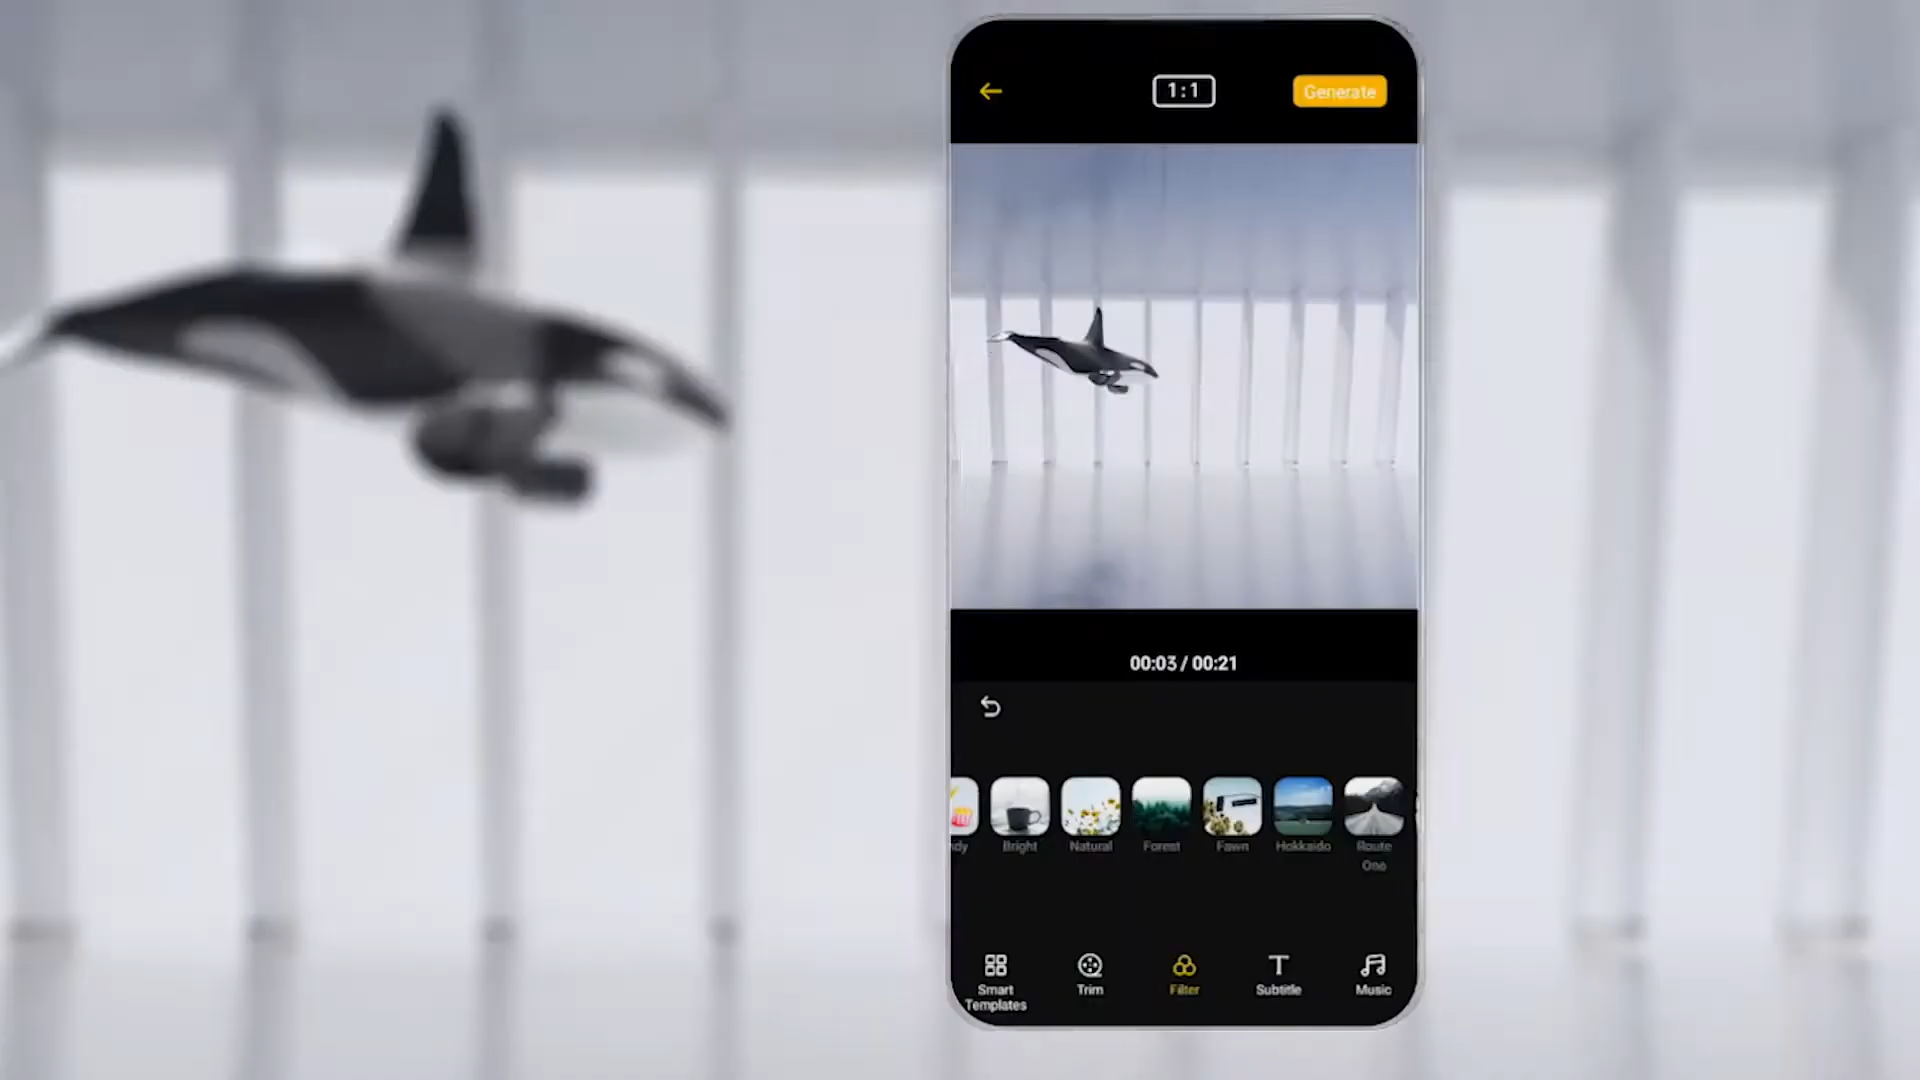 1:1
Generate
00:03 / 00:21
dy
Bright
Natural
Forest
Fawn
Hokkaido
Route
One
Smart
Templates
Trim
Filter
Subtitle
Music